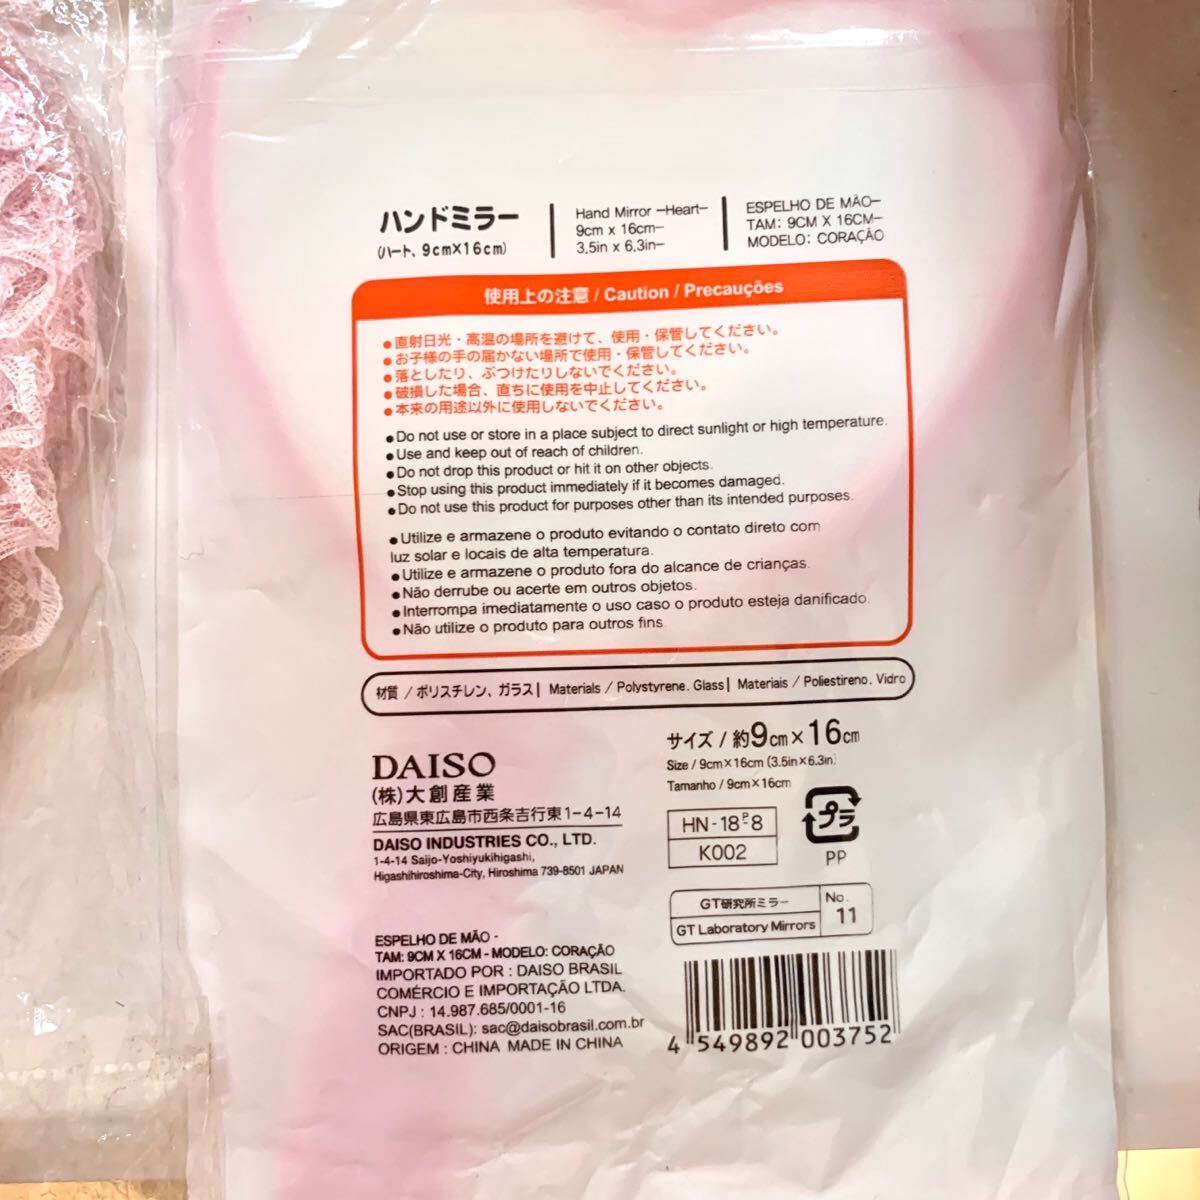 ハンドミラー
(ハート、9cm×16cm)
Hand Mirror –Heart–
9cm x 16cm–
3.5in x 6.3in–
ESPELHO DE MÃO–
TAM: 9CM X 16CM–
MODELO: CORAÇÃO
使用上の注意 / Caution / Precauções
●直射日光・高温の場所を避けて、使用・保管してください。
●お子様の手の届かない場所で使用・保管してください。
●落としたり、ぶつけたりしないでください。
●破損した場合、直ちに使用を中止してください。
●本来の用途以外に使用しないでください。
●Do not use or store in a place subject to direct sunlight or high temperature.
●Use and keep out of reach of children.
●Do not drop this product or hit it on other objects.
●Stop using this product immediately if it becomes damaged.
●Do not use this product for purposes other than its intended purposes.
●Utilize e armazene o produto evitando o contato direto com
luz solar e locais de alta temperatura.
●Utilize e armazene o produto fora do alcance de crianças.
●Não derrube ou acerte em outros objetos.
●Interrompa imediatamente o uso caso o produto esteja danificado.
●Não utilize o produto para outros fins.
材質 / ポリスチレン、ガラス | Materials / Polystyrene. Glass | Materiais / Poliestireno. Vidro
DAISO
(株)大創産業
広島県東広島市西条吉行東1-4-14
DAISO INDUSTRIES CO., LTD.
1-4-14 Saijo-Yoshiyukihigashi,
Higashihiroshima-City, Hiroshima 739-8501 JAPAN
サイズ / 約9cm×16cm
Size / 9cm×16cm (3.5in×6.3in)
Tamanho / 9cm×16cm
HN-18-P-8
K002
プラ
PP
GT研究所ミラー
GT Laboratory Mirrors
No.
11
ESPELHO DE MÃO -
TAM: 9CM X 16CM - MODELO: CORAÇÃO
IMPORTADO POR : DAISO BRASIL
COMÉRCIO E IMPORTAÇÃO LTDA.
CNPJ : 14.987.685/0001-16
SAC(BRASIL): sac@daisobrasil.com.br
ORIGEM : CHINA MADE IN CHINA
4 549892 003752